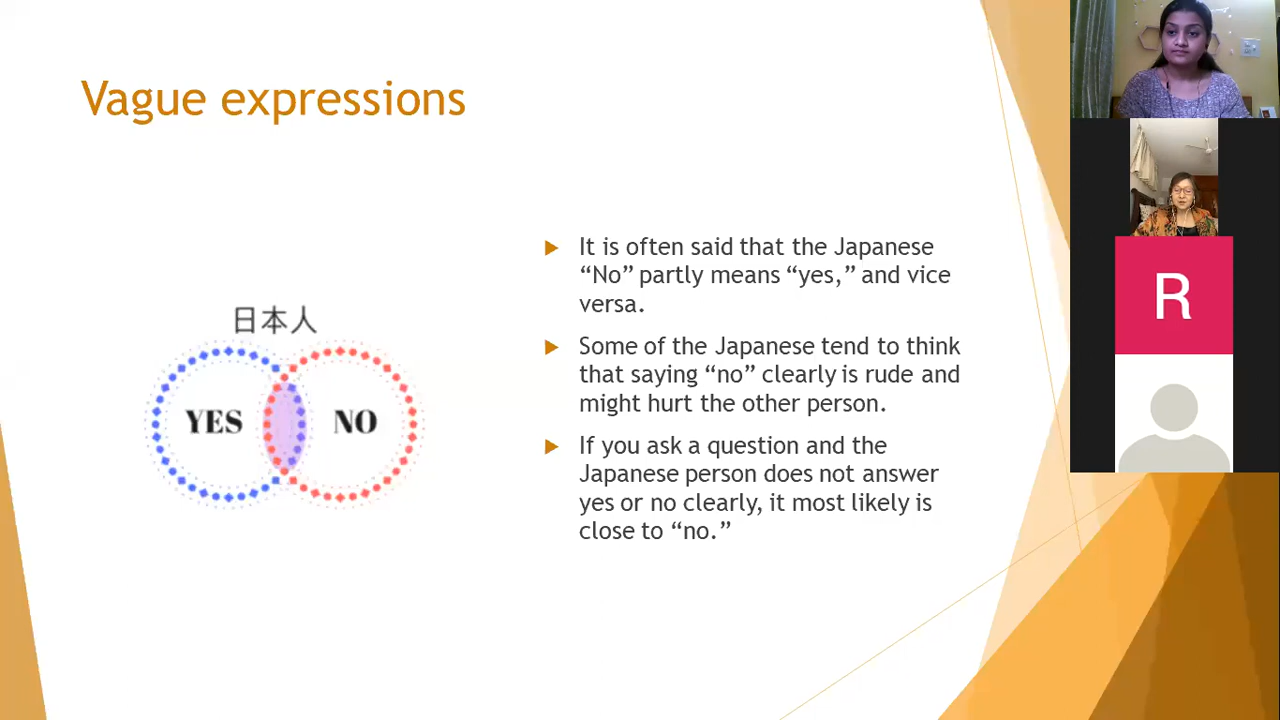 Vague expressions
日本人
YES
NO
It is often said that the Japanese
“No” partly means “yes,” and vice
versa.
Some of the Japanese tend to think
that saying “no” clearly is rude and
might hurt the other person.
If you ask a question and the
Japanese person does not answer
yes or no clearly, it most likely is
close to “no.”
R